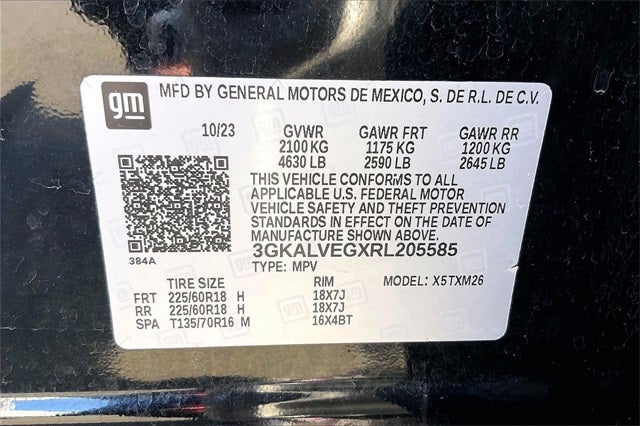 gm MFD BY GENERAL MOTORS DE MEXICO, S. DE R.L. DE C.V.
10/23 GVWR GAWR FRT GAWR RR
2100 KG 1175 KG 1200 KG
4630 LB 2590 LB 2645 LB
THIS VEHICLE CONFORMS TO ALL
APPLICABLE U.S. FEDERAL MOTOR
VEHICLE SAFETY AND THEFT PREVENTION
STANDARDS IN EFFECT ON THE DATE OF
MANUFACTURE SHOWN ABOVE.
384A
3GKALVEGXRL205585
TYPE: MPV MODEL: X5TXM26
TIRE SIZE RIM
FRT 225/60R18 H 18X7J
RR 225/60R18 H 18X7J
SPA T135/70R16 M 16X4BT